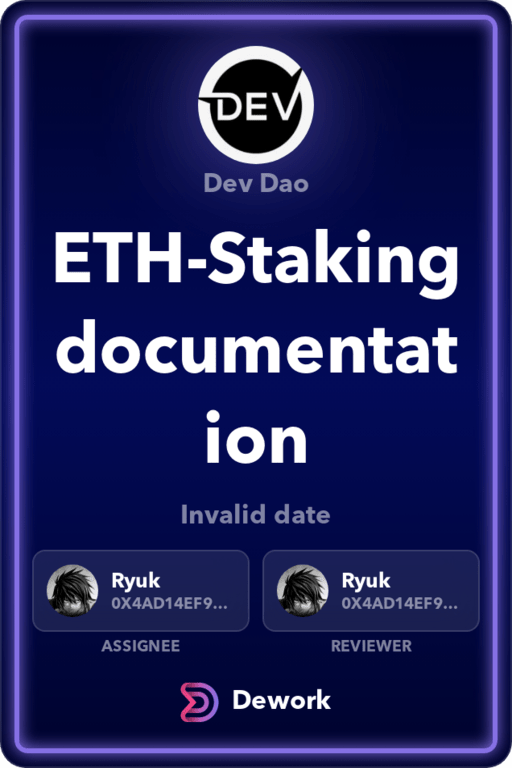 DEV
Dev Dao
ETH-Staking
documentat
ion
Invalid date
Ryuk
0X4AD14EF9...
Ryuk
0X4AD14EF9...
ASSIGNEE
REVIEWER
Dework